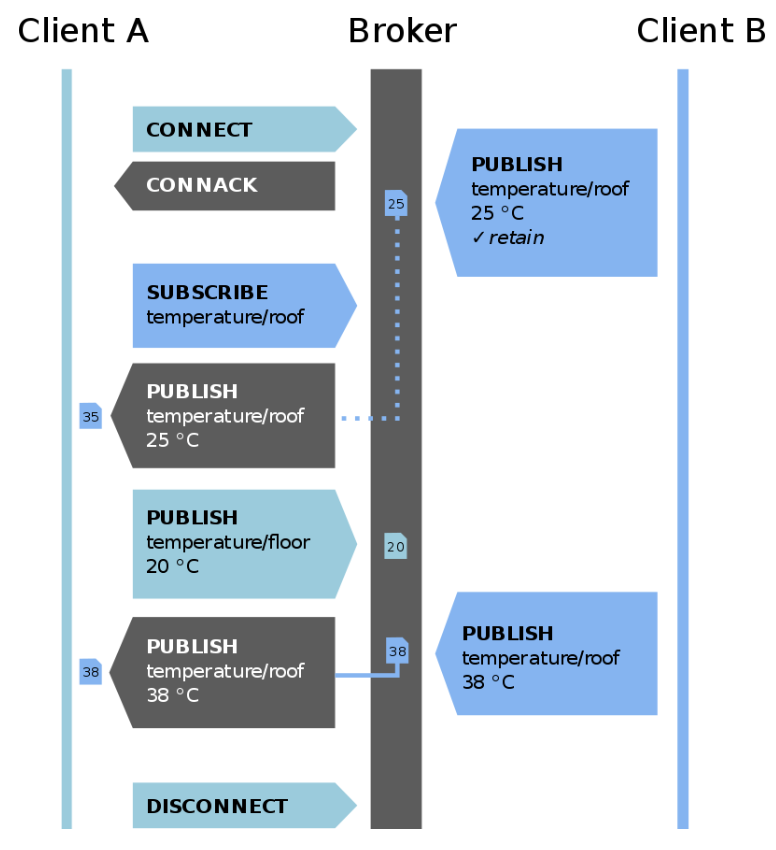 Client A
Broker
Client B
CONNECT
CONNACK
PUBLISH
temperature/roof
25 °C
✓ retain
25
SUBSCRIBE
temperature/roof
PUBLISH
temperature/roof
25 °C
35
PUBLISH
temperature/floor
20 °C
20
PUBLISH
temperature/roof
38 °C
38
38
PUBLISH
temperature/roof
38 °C
DISCONNECT